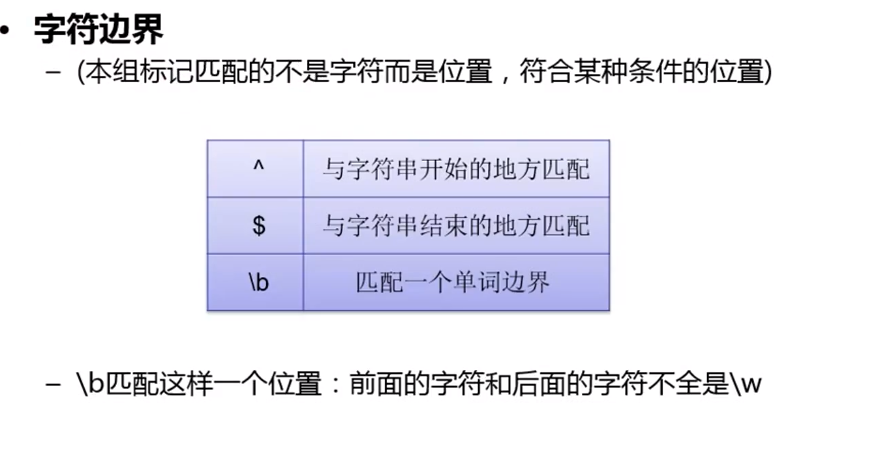 • 字符边界
– (本组标记匹配的不是字符而是位置，符合某种条件的位置)
^ 与字符串开始的地方匹配
$ 与字符串结束的地方匹配
\b 匹配一个单词边界
– \b匹配这样一个位置：前面的字符和后面的字符不全是\w